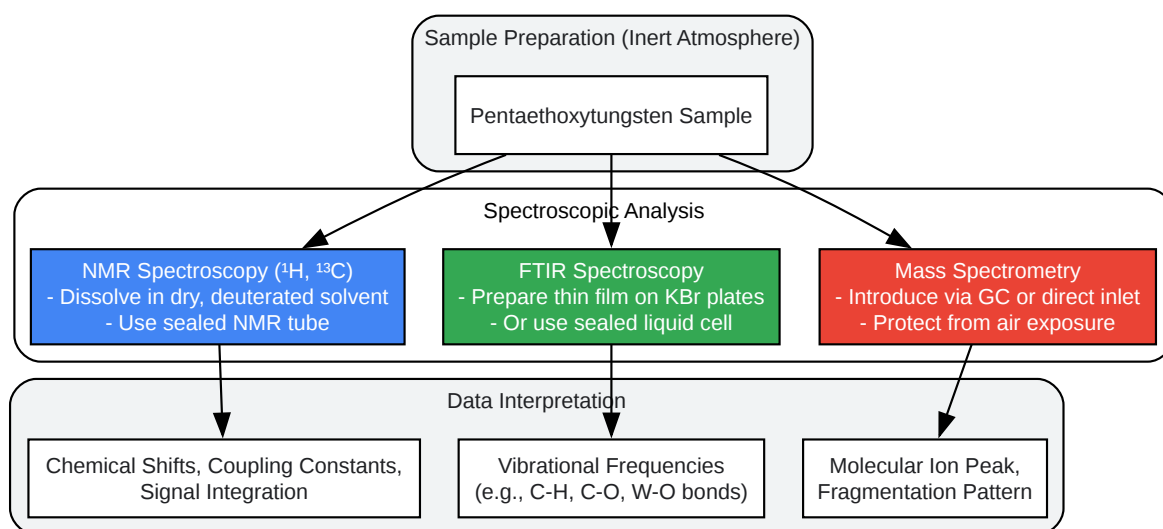 Sample Preparation (Inert Atmosphere)
Pentaethoxytungsten Sample
Spectroscopic Analysis
NMR Spectroscopy (¹H, ¹³C)
- Dissolve in dry, deuterated solvent
- Use sealed NMR tube
FTIR Spectroscopy
- Prepare thin film on KBr plates
- Or use sealed liquid cell
Mass Spectrometry
- Introduce via GC or direct inlet
- Protect from air exposure
Data Interpretation
Chemical Shifts, Coupling Constants,
Signal Integration
Vibrational Frequencies
(e.g., C-H, C-O, W-O bonds)
Molecular Ion Peak,
Fragmentation Pattern